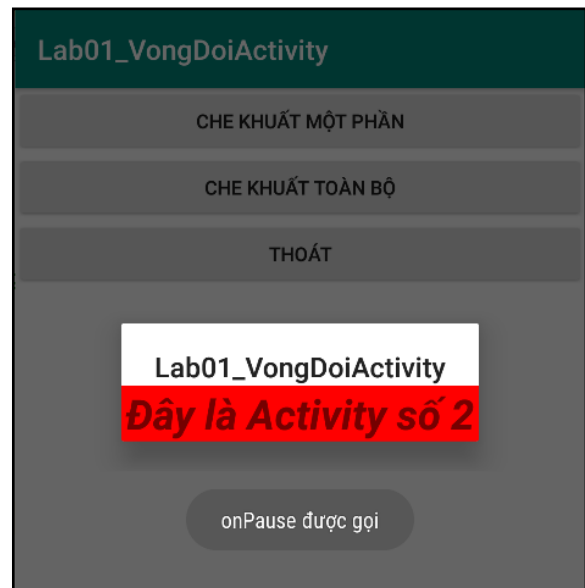 Lab01_VongDoiActivity
CHE KHUẤT MỘT PHẦN
CHE KHUẤT TOÀN BỘ
THOÁT
Lab01_VongDoiActivity
Đây là Activity số 2
onPause được gọi